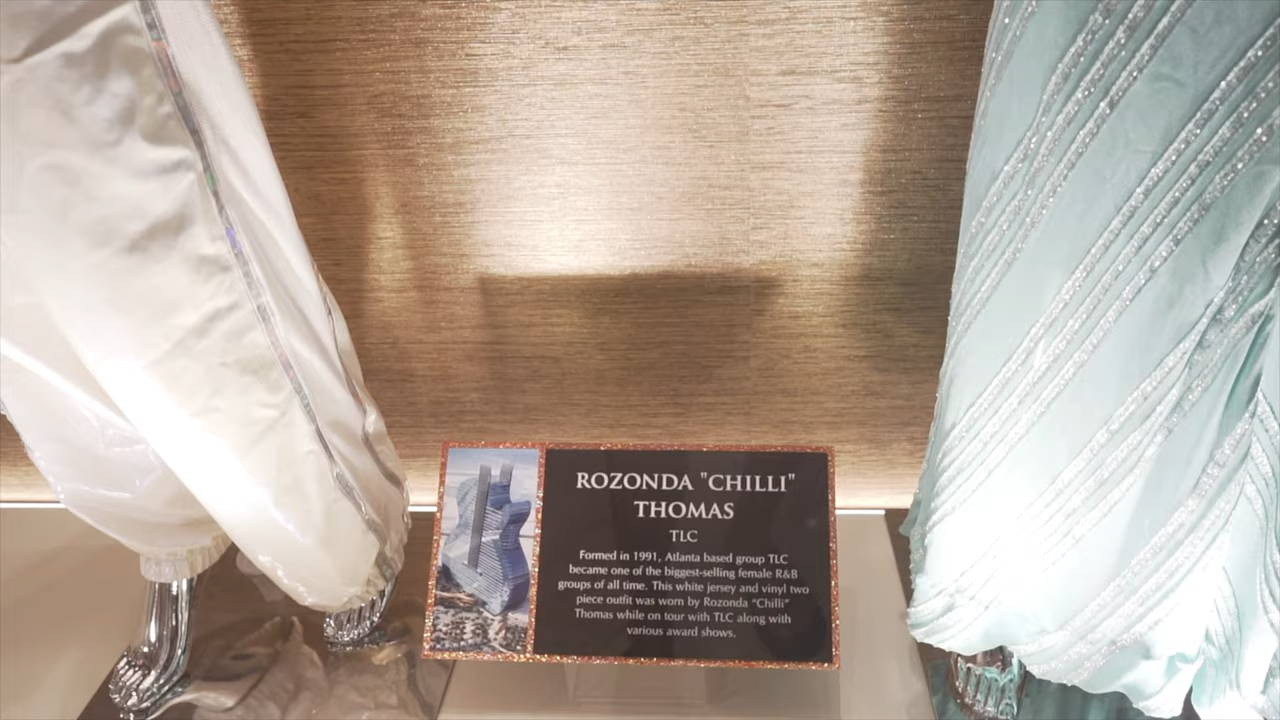 ROZONDA "CHILLI"
THOMAS
TLC
Formed in 1991, Atlanta based group TLC
became one of the biggest-selling female R&B
groups of all time. This white jersey and vinyl two
piece outfit was worn by Rozonda “Chilli”
Thomas while on tour with TLC along with
various award shows.